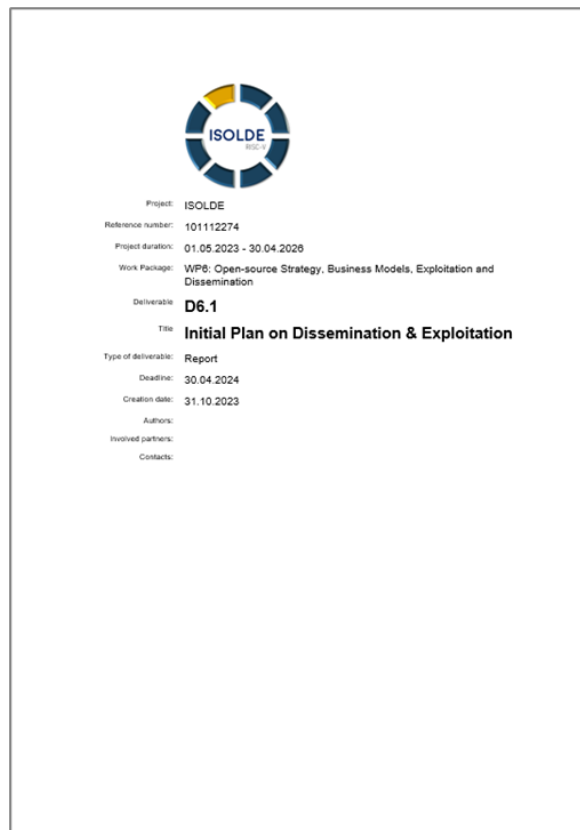 ISOLDE
RISC-V
Project: ISOLDE
Reference number: 101112274
Project duration: 01.05.2023 - 30.04.2026
Work Package: WP6: Open-source Strategy, Business Models, Exploitation and
Dissemination
Deliverable D6.1
Title Initial Plan on Dissemination & Exploitation
Type of deliverable: Report
Deadline: 30.04.2024
Creation date: 31.10.2023
Authors:
Involved partners:
Contacts: